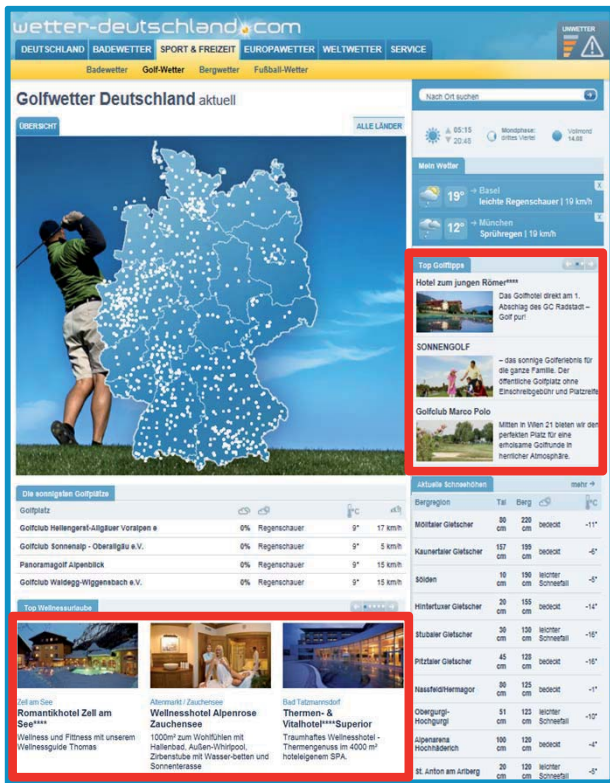 wetter-deutschland.com
DEUTSCHLAND BADEWETTER SPORT & FREIZEIT EUROPAWETTER WELTWETTER SERVICE
UNWETTER
Badewetter Golf-Wetter Bergwetter Fußball-Wetter
Golfwetter Deutschland aktuell
ÜBERSICHT
ALLE LÄNDER
Nach Ort suchen
05:15
20:45
Mondphase:
drittes Viertel
Vollmond
14.08
Mein Wetter
19° → Basel
leichte Regenschauer | 19 km/h
X
12° → München
Sprühregen | 19 km/h
X
Top Golftipps
Hotel zum jungen Römer****
Das Golfhotel direkt am 1.
Abschlag des GC Radstadt –
Golf pur!
SONNENGOLF
– das sonnige Golferlebnis für
die ganze Familie. Der
öffentliche Golfplatz ohne
Einschreibgebühr und Platzreife
Golfclub Marco Polo
Mitten in Wien 21 bieten wir den
perfekten Platz für eine
erholsame Golfrunde in
herrlicher Atmosphäre.
Die sonnigsten Golfplätze
Golfplatz °C
Golfclub Hellengerst-Allgäuer Voralpen e 0% Regenschauer 9° 17 km/h
Golfclub Sonnenalp - Oberallgäu e.V. 0% Regenschauer 9° 5 km/h
Panoramagolf Alpenblick 0% Regenschauer 9° 15 km/h
Golfclub Waldegg-Wiggensbach e.V. 0% Regenschauer 9° 15 km/h
Top Wellnessurlaube
Zell am See
Romantikhotel Zell am
See****
Wellness und Fitness mit unserem
Wellnessguide Thomas
Altenmarkt / Zauchensee
Wellnesshotel Alpenrose
Zauchensee
1000m² zum Wohlfühlen mit
Hallenbad, Außen-Whirlpool,
Zirbenstube mit Wasser-betten und
Sonnenterasse
Bad Tatzmannsdorf
Thermen- &
Vitalhotel****Superior
Traumhaftes Wellnesshotel -
Thermengenuss im 4000 m²
hoteleigenem SPA.
Aktuelle Schneehöhen
mehr →
Bergregion Tal Berg °C
Mölltaler Gletscher 80 cm 220 cm bedeckt -11°
Kaunertaler Gletscher 157 cm 199 cm bedeckt -6°
Sölden 10 cm 190 cm leichter Schneefall -5°
Hintertuxer Gletscher 20 cm 155 cm bedeckt -14°
Stubaier Gletscher 30 cm 130 cm leichter Schneefall -16°
Pitztaler Gletscher 45 cm 128 cm bedeckt -16°
Nassfeld/Hermagor 80 cm 125 cm bedeckt -1°
Obergurgl-Hochgurgl 51 cm 123 cm leichter Schneefall -10°
Alpenarena Hochhäderich 100 cm 120 cm bedeckt -4°
St. Anton am Arlberg 20 cm 120 cm leichter Schneefall -6°